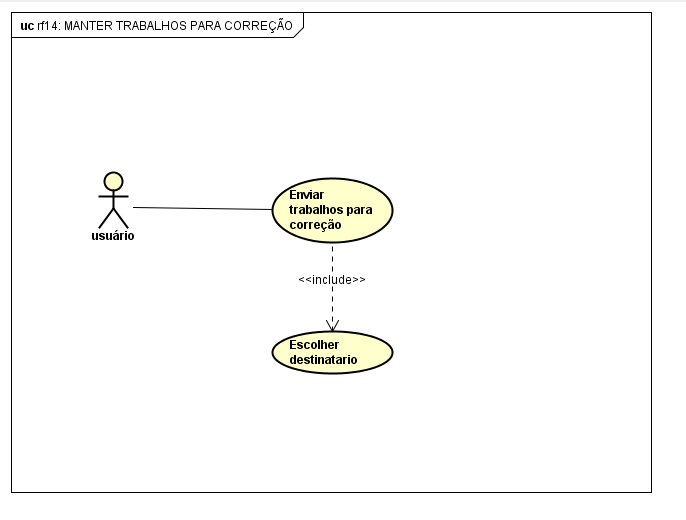 uc rf14: MANTER TRABALHOS PARA CORREÇÃO
usuário
Enviar
trabalhos para
correção
<<include>>
Escolher
destinatario